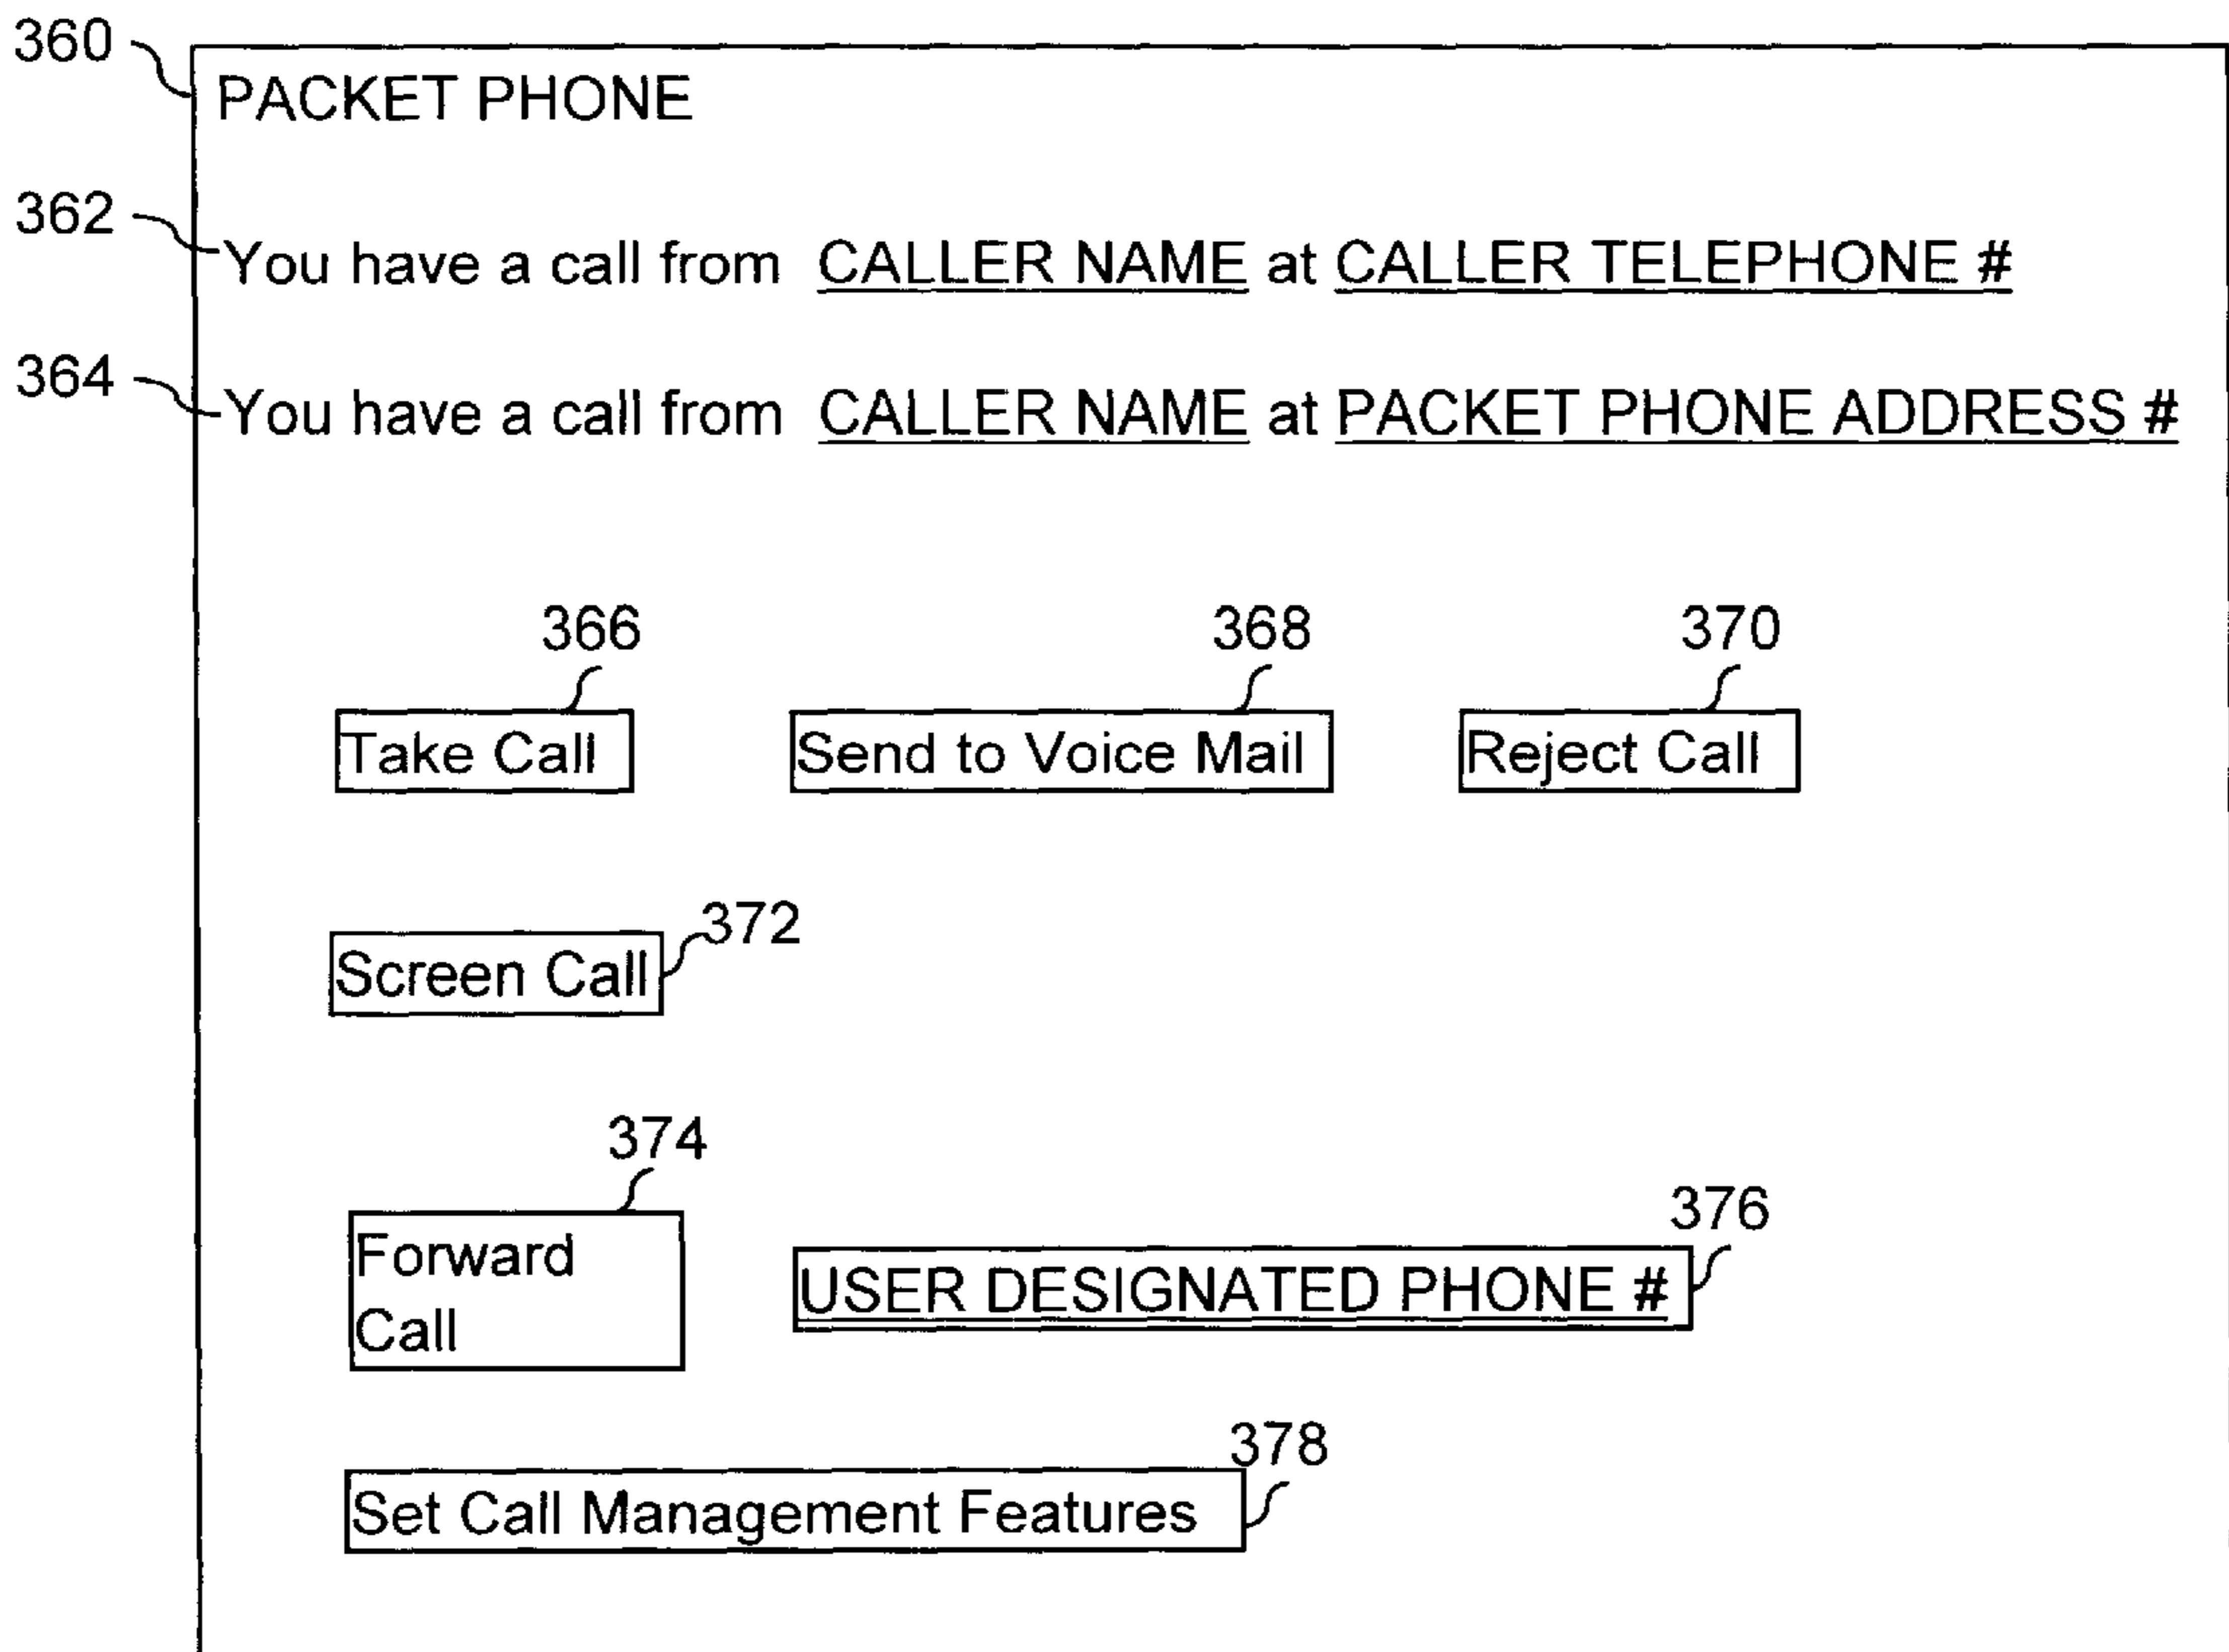 360
PACKET PHONE
362
You have a call from CALLER NAME at CALLER TELEPHONE #
364
You have a call from CALLER NAME at PACKET PHONE ADDRESS #
366 368 370
Take Call Send to Voice Mail Reject Call
372
Screen Call
374
376
Forward
Call
USER DESIGNATED PHONE #
378
Set Call Management Features